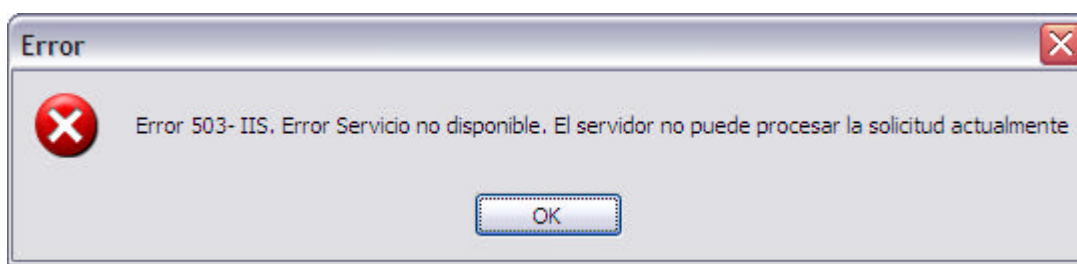 Error
Error 503- IIS. Error Servicio no disponible. El servidor no puede procesar la solicitud actualmente
OK